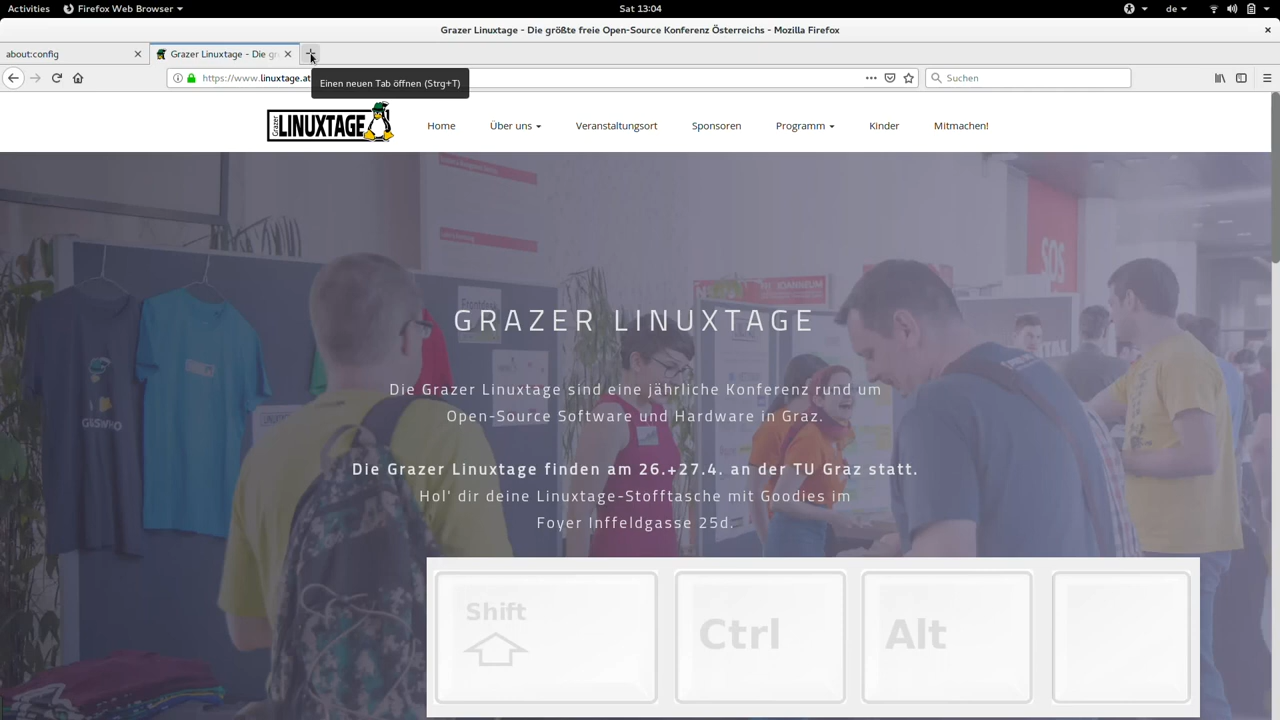 Activities Firefox Web Browser Sat 13:04 de
Grazer Linuxtage - Die größte freie Open-Source Konferenz Österreichs - Mozilla Firefox
about:config Grazer Linuxtage - Die g
https://www.linuxtage.at Suchen
Einen neuen Tab öffnen (Strg+T)
Grazer LINUXTAGE Home Über uns Veranstaltungsort Sponsoren Programm Kinder Mitmachen!
SOS
JOANNEUM
GRAZER LINUXTAGE
Die Grazer Linuxtage sind eine jährliche Konferenz rund um
Open-Source Software und Hardware in Graz.
Die Grazer Linuxtage finden am 26.+27.4. an der TU Graz statt.
Hol' dir deine Linuxtage-Stofftasche mit Goodies im
Foyer Inffeldgasse 25d.
Shift Ctrl Alt